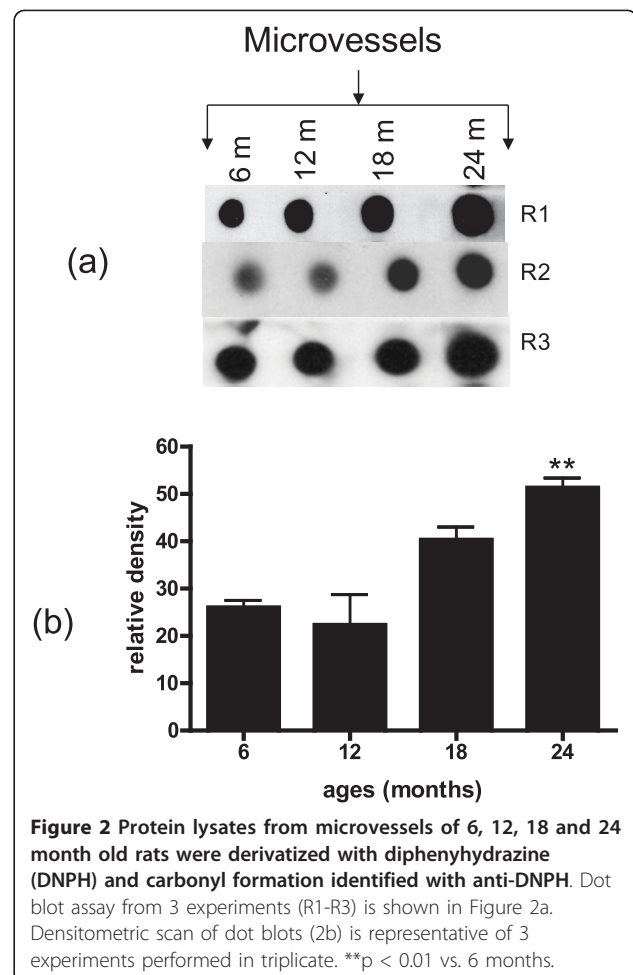 Microvessels
6 m 12 m 18 m 24 m
R1
(a)
R2
R3
60
**
50
40
30
20
10
0
relative density
(b)
6 12 18 24
ages (months)
Figure 2 Protein lysates from microvessels of 6, 12, 18 and 24
month old rats were derivatized with diphenyhydrazine
(DNPH) and carbonyl formation identified with anti-DNPH. Dot
blot assay from 3 experiments (R1-R3) is shown in Figure 2a.
Densitometric scan of dot blots (2b) is representative of 3
experiments performed in triplicate. **p < 0.01 vs. 6 months.